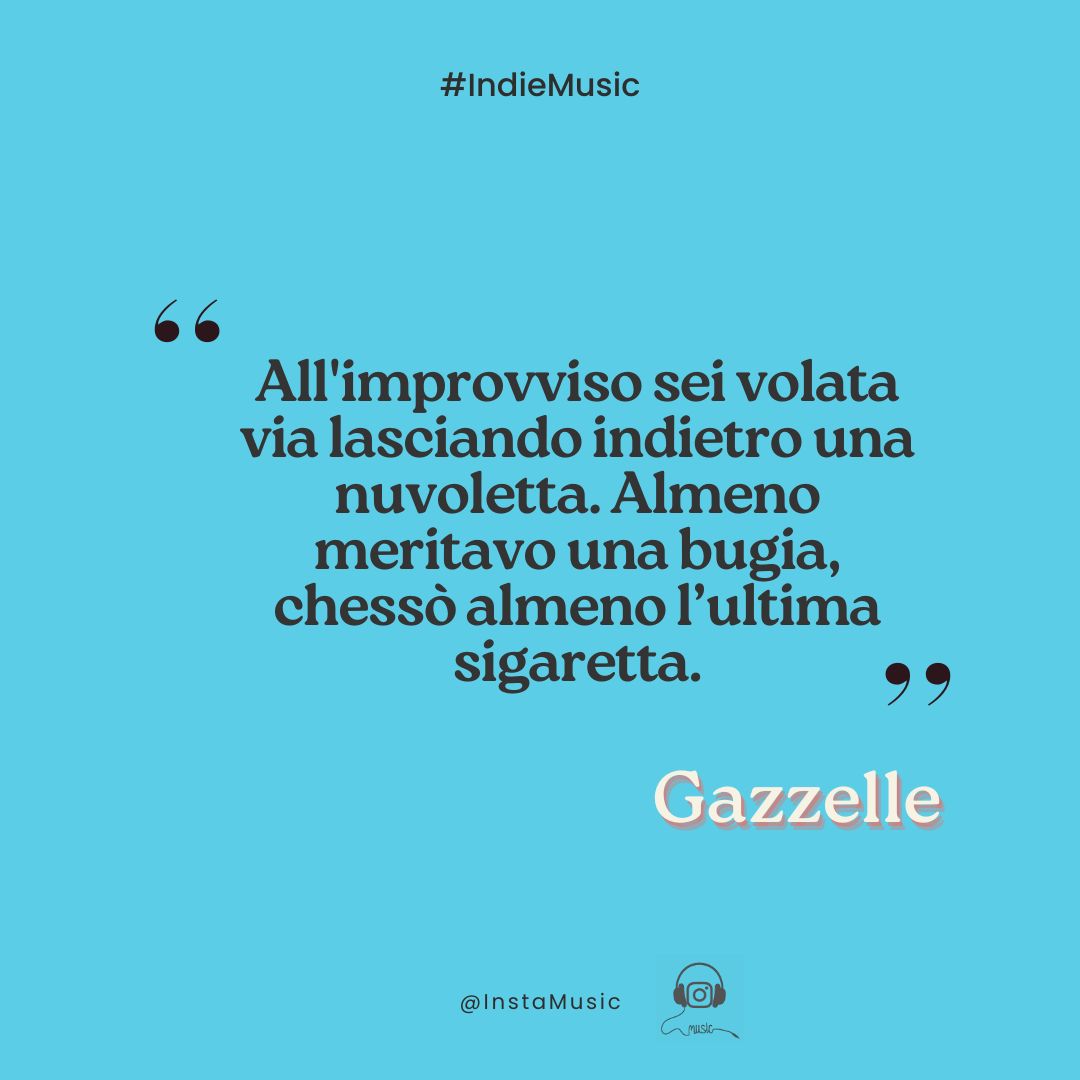 #IndieMusic
“
All'improvviso sei volata
via lasciando indietro una
nuvoletta. Almeno
meritavo una bugia,
chessò almeno l’ultima
sigaretta.
”
Gazzelle
@InstaMusic
music